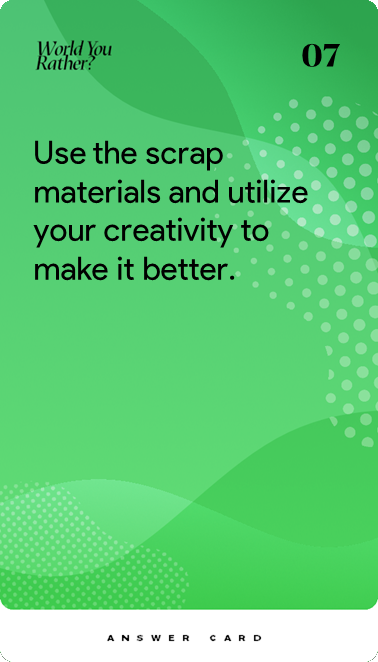 World You
Rather?
07
Use the scrap
materials and utilize
your creativity to
make it better.
ANSWER CARD